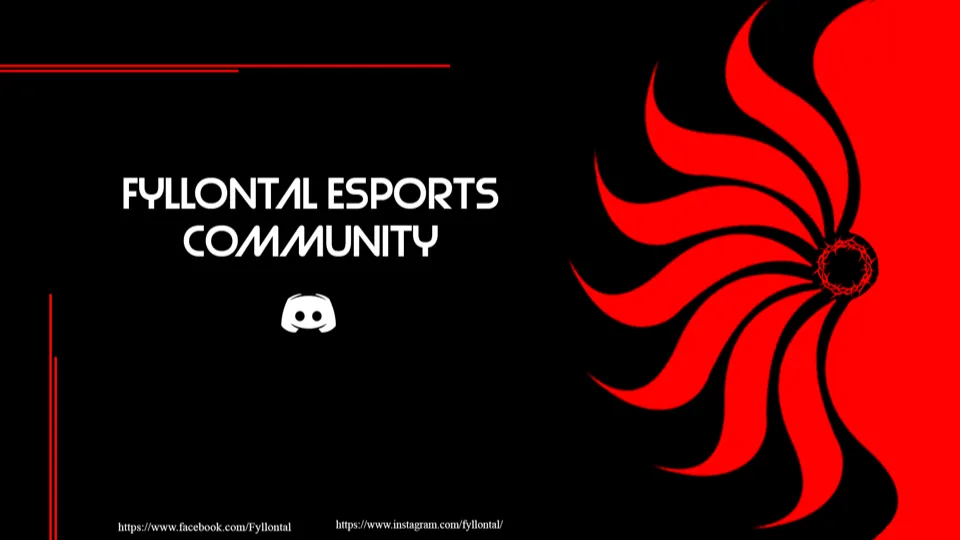 FYLLONTAL ESPORTS
COMMUNITY
https://www.facebook.com/Fyllontal
https://www.instagram.com/fyllontal/